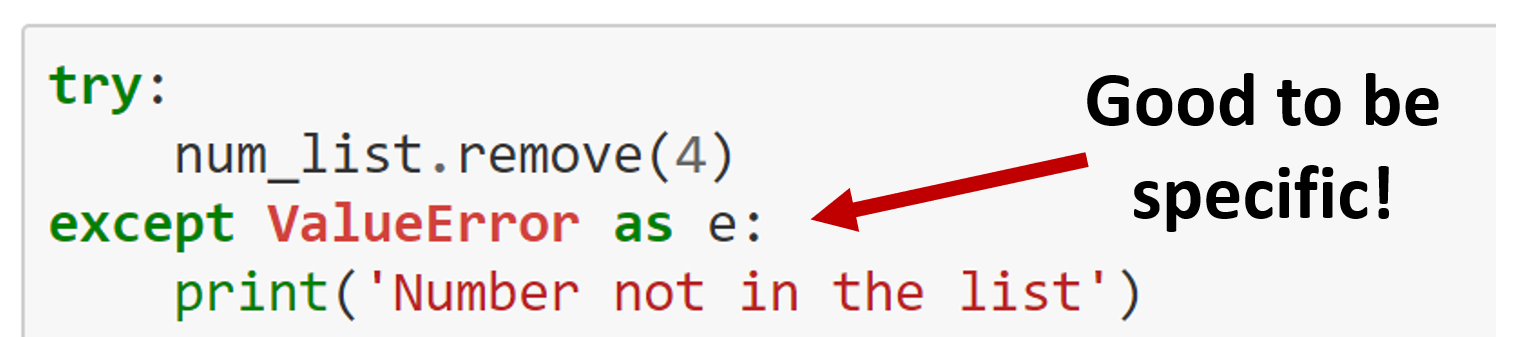 try:
    num_list.remove(4)
except ValueError as e:
    print('Number not in the list')
Good to be
specific!